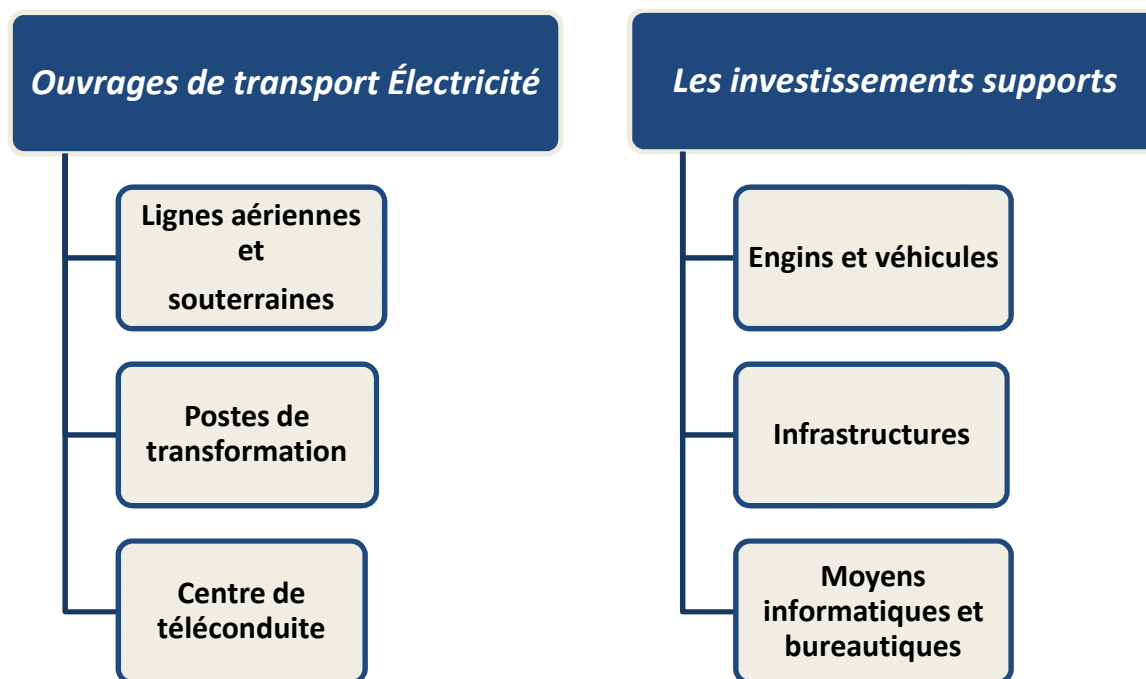 Ouvrages de transport Électricité
Lignes aériennes
et
souterraines
Postes de
transformation
Centre de
téléconduite
Les investissements supports
Engins et véhicules
Infrastructures
Moyens
informatiques et
bureautiques